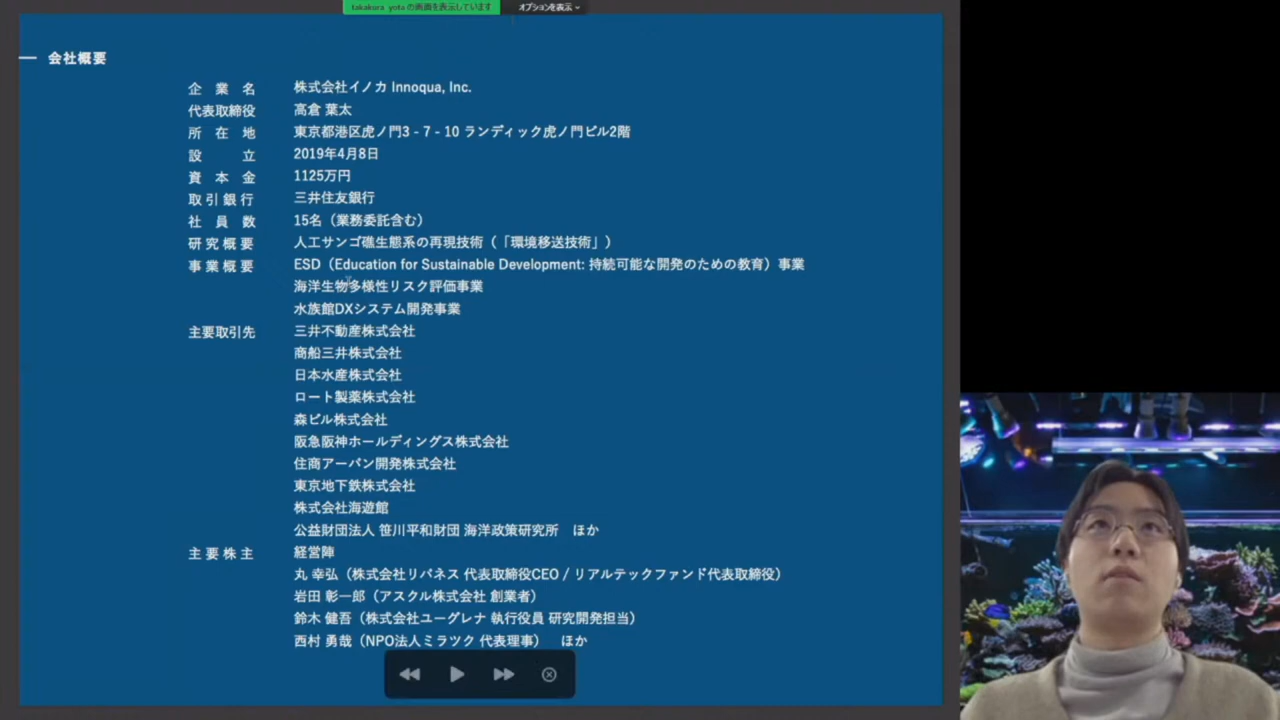 takakura yota の画面を表示しています
オプションを表示
会社概要
企業名 株式会社イノカ Innoqua, Inc.
代表取締役 高倉 葉太
所在地 東京都港区虎ノ門3 - 7 - 10 ランディック虎ノ門ビル2階
設立 2019年4月8日
資本金 1125万円
取引銀行 三井住友銀行
社員数 15名（業務委託含む）
研究概要 人工サンゴ礁生態系の再現技術（「環境移送技術」）
事業概要 ESD（Education for Sustainable Development: 持続可能な開発のための教育）事業
海洋生物多様性リスク評価事業
水族館DXシステム開発事業
主要取引先 三井不動産株式会社
商船三井株式会社
日本水産株式会社
ロート製薬株式会社
森ビル株式会社
阪急阪神ホールディングス株式会社
住商アーバン開発株式会社
東京地下鉄株式会社
株式会社海遊館
公益財団法人 笹川平和財団 海洋政策研究所　ほか
主要株主 経営陣
丸 幸弘（株式会社リバネス 代表取締役CEO / リアルテックファンド代表取締役）
岩田 彰一郎（アスクル株式会社 創業者）
鈴木 健吾（株式会社ユーグレナ 執行役員 研究開発担当）
西村 勇哉（NPO法人ミラツク 代表理事）　ほか